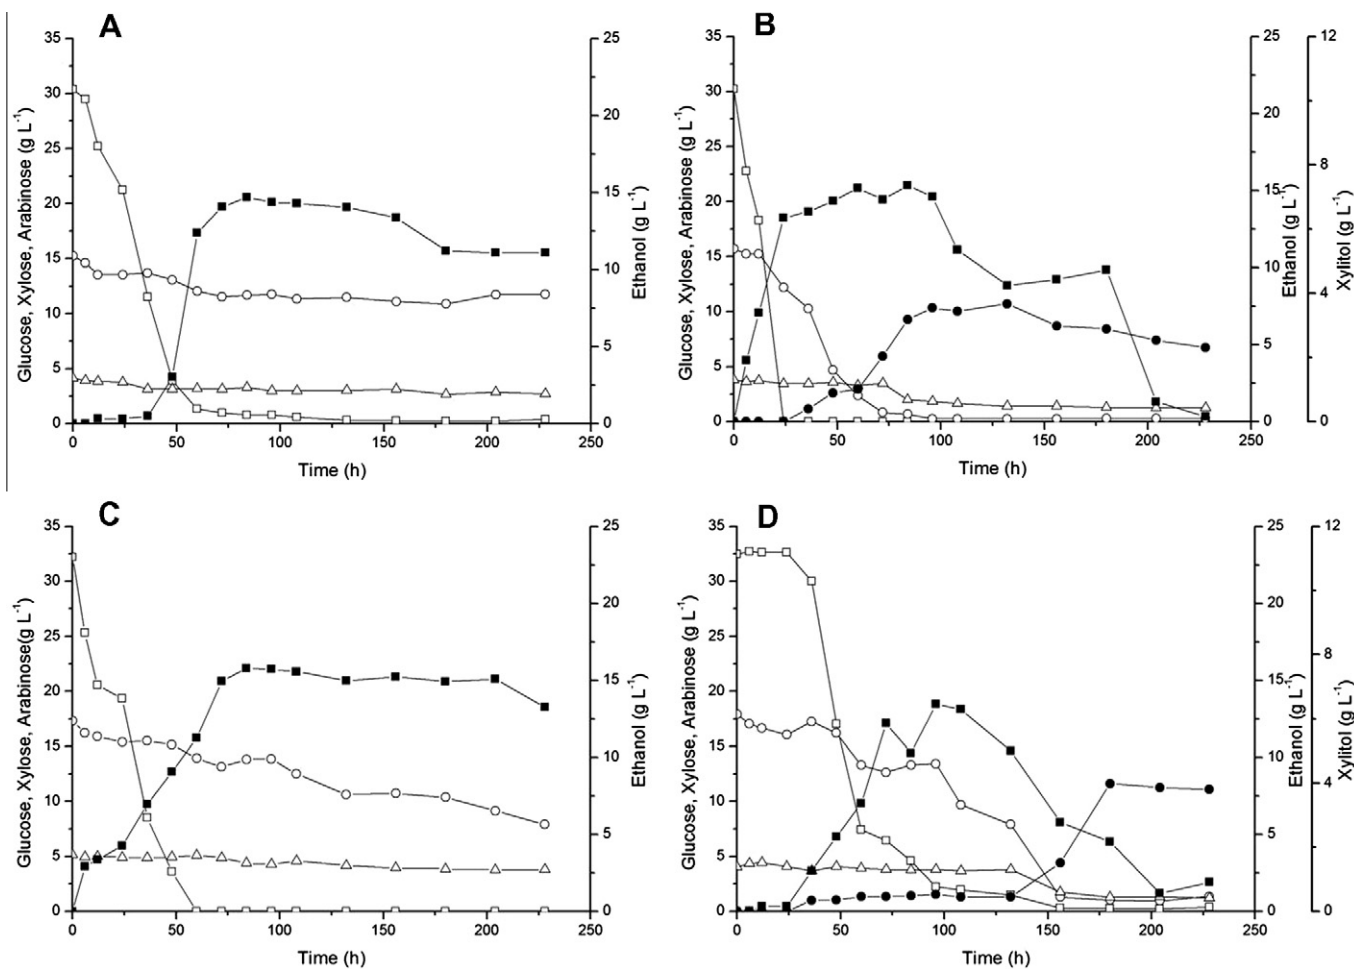 A
35
30
25
20
15
10
5
0
25
20
15
10
5
0
0 50 100 150 200 250
Glucose, Xylose, Arabinose (g L⁻¹)
Ethanol (g L⁻¹)
Time (h)
B
35
30
25
20
15
10
5
0
25
20
15
10
5
0
12
8
4
0
0 50 100 150 200 250
Glucose, Xylose, Arabinose (g L⁻¹)
Ethanol (g L⁻¹)
Xylitol (g L⁻¹)
Time (h)
C
35
30
25
20
15
10
5
0
25
20
15
10
5
0
0 50 100 150 200 250
Glucose, Xylose, Arabinose(g L⁻¹)
Ethanol (g L⁻¹)
Time (h)
D
35
30
25
20
15
10
5
0
25
20
15
10
5
0
12
8
4
0
0 50 100 150 200 250
Glucose, Xylose, Arabinose (g L⁻¹)
Ethanol (g L⁻¹)
Xylitol (g L⁻¹)
Time (h)